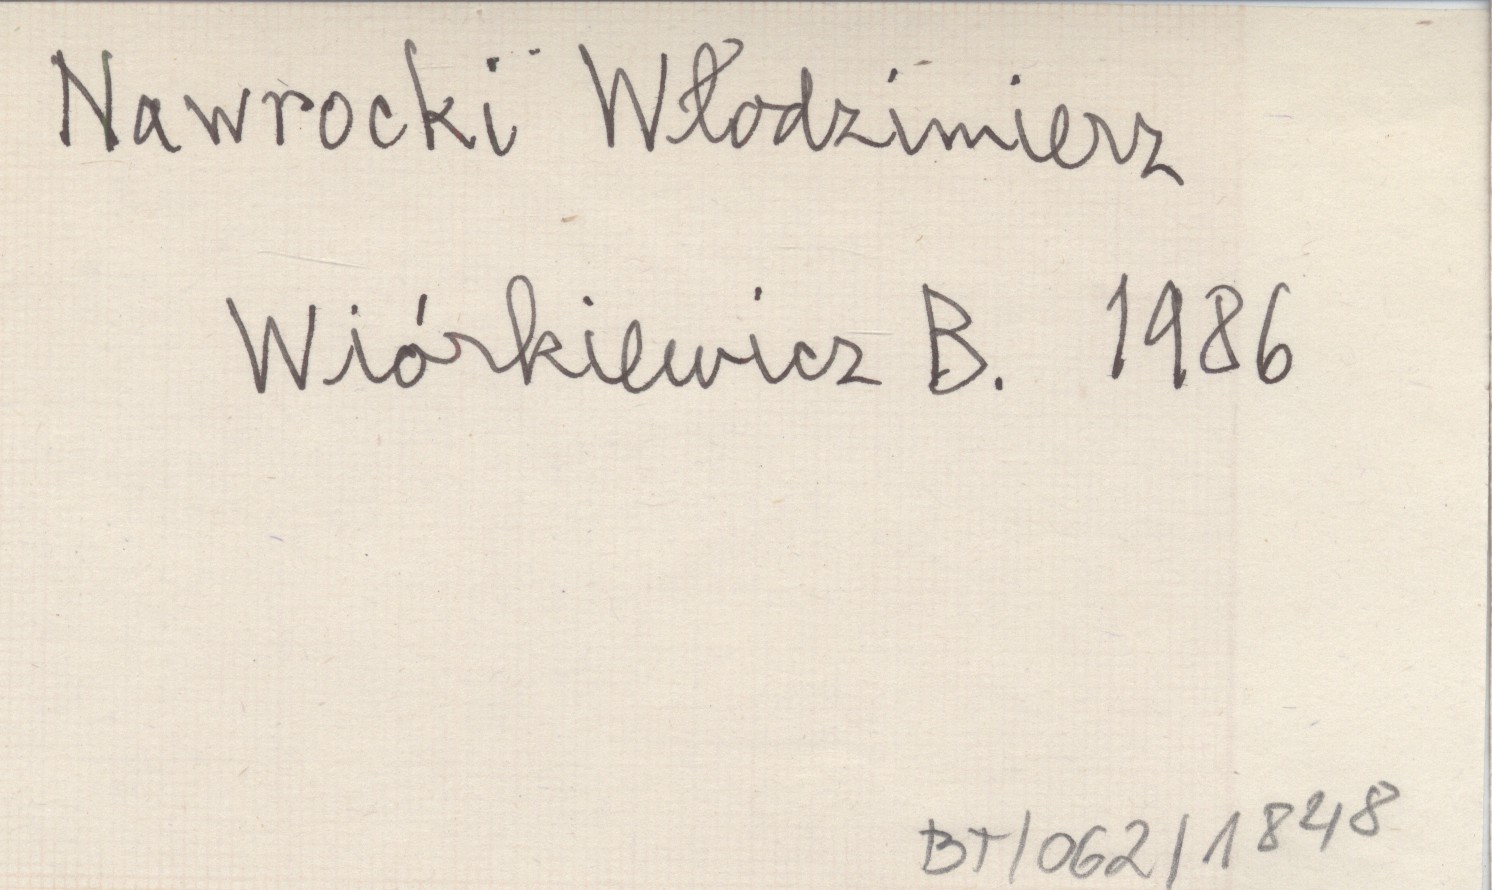 Nawrocki Włodzimierz
Wiórkiewicz B. 1986
BT/062/1848